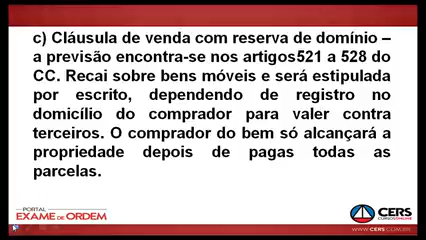 c) Cláusula de venda com reserva de domínio –
a previsão encontra-se nos artigos521 a 528 do
CC. Recai sobre bens móveis e será estipulada
por escrito, dependendo de registro no
domicílio do comprador para valer contra
terceiros. O comprador do bem só alcançará a
propriedade depois de pagas todas as
parcelas.
PORTAL
EXAME DE ORDEM
CERS
CURSOS ONLINE
WWW.CERS.COM.BR